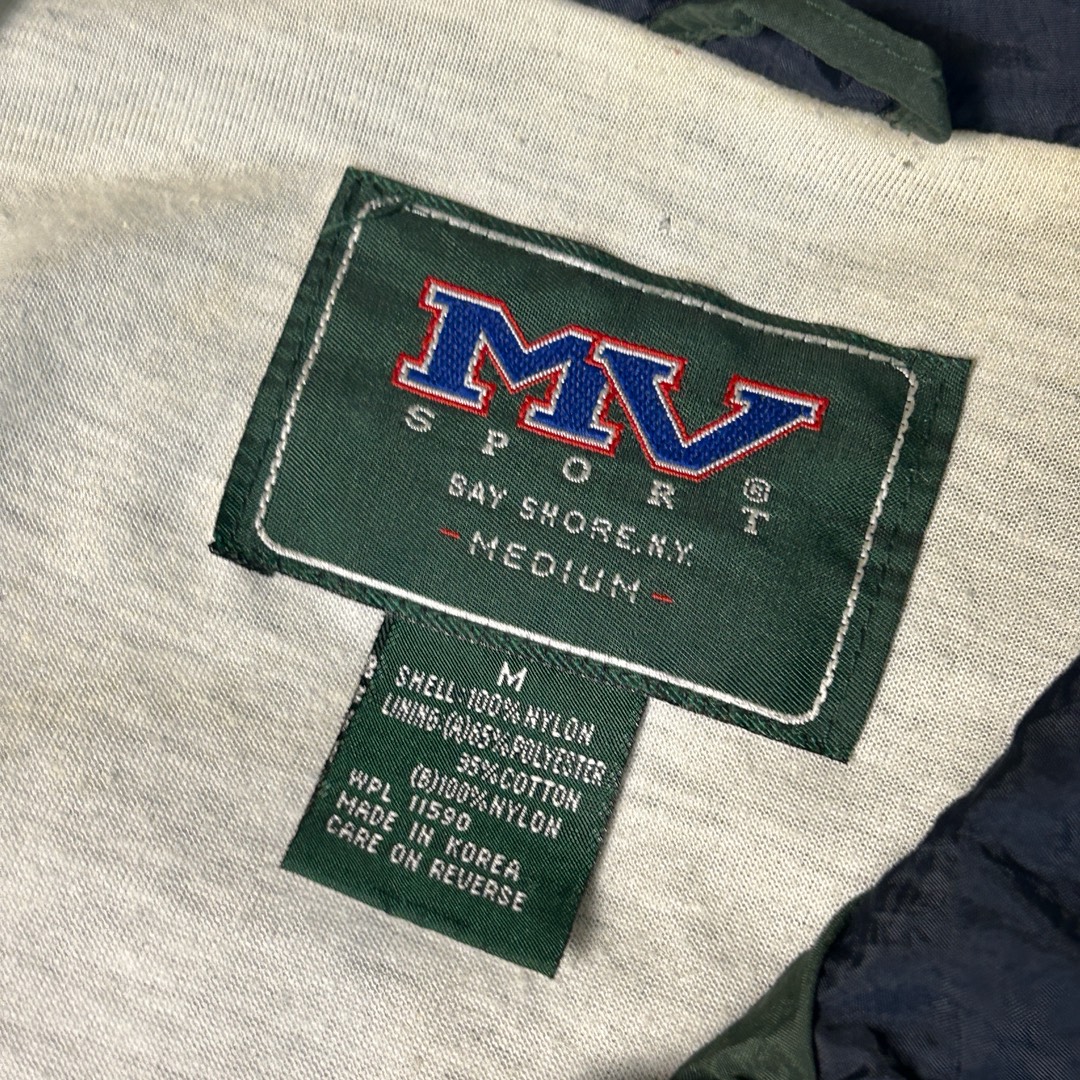 MV
®
SPORT
BAY SHORE, N.Y.
-MEDIUM-
M
SHELL:100%NYLON
LINING:(A)65%POLYESTER
35%COTTON
(B)100%NYLON
WPL 11590
MADE IN KOREA
CARE ON REVERSE